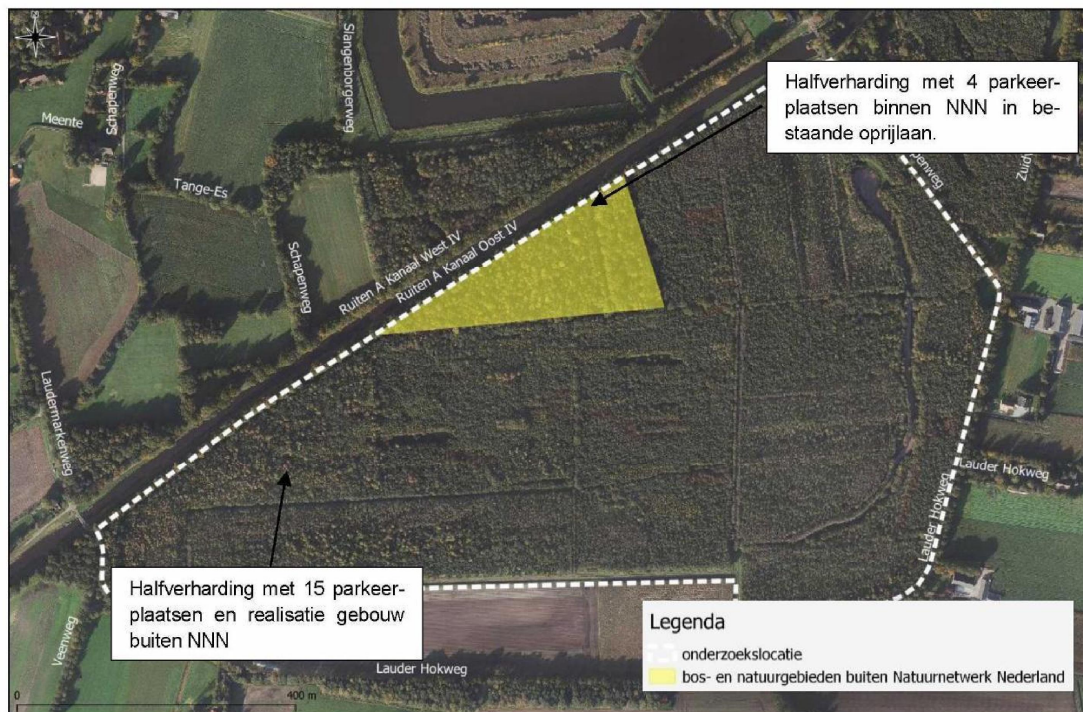 Slangenborgerweg
Schapenweg
Meente
Tange-Es
Schapenweg
Halfverharding met 4 parkeer-
plaatsen binnen NNN in be-
staande oprijlaan.
Ruiten A Kanaal West IV
Ruiten A Kanaal Oost IV
Laudermarkenweg
Lauder Hokweg
Lauder Hokweg
Halfverharding met 15 parkeer-
plaatsen en realisatie gebouw
buiten NNN
Veenweg
Lauder Hokweg
Legenda
onderzoekslocatie
bos- en natuurgebieden buiten Natuurnetwerk Nederland
0
400 m